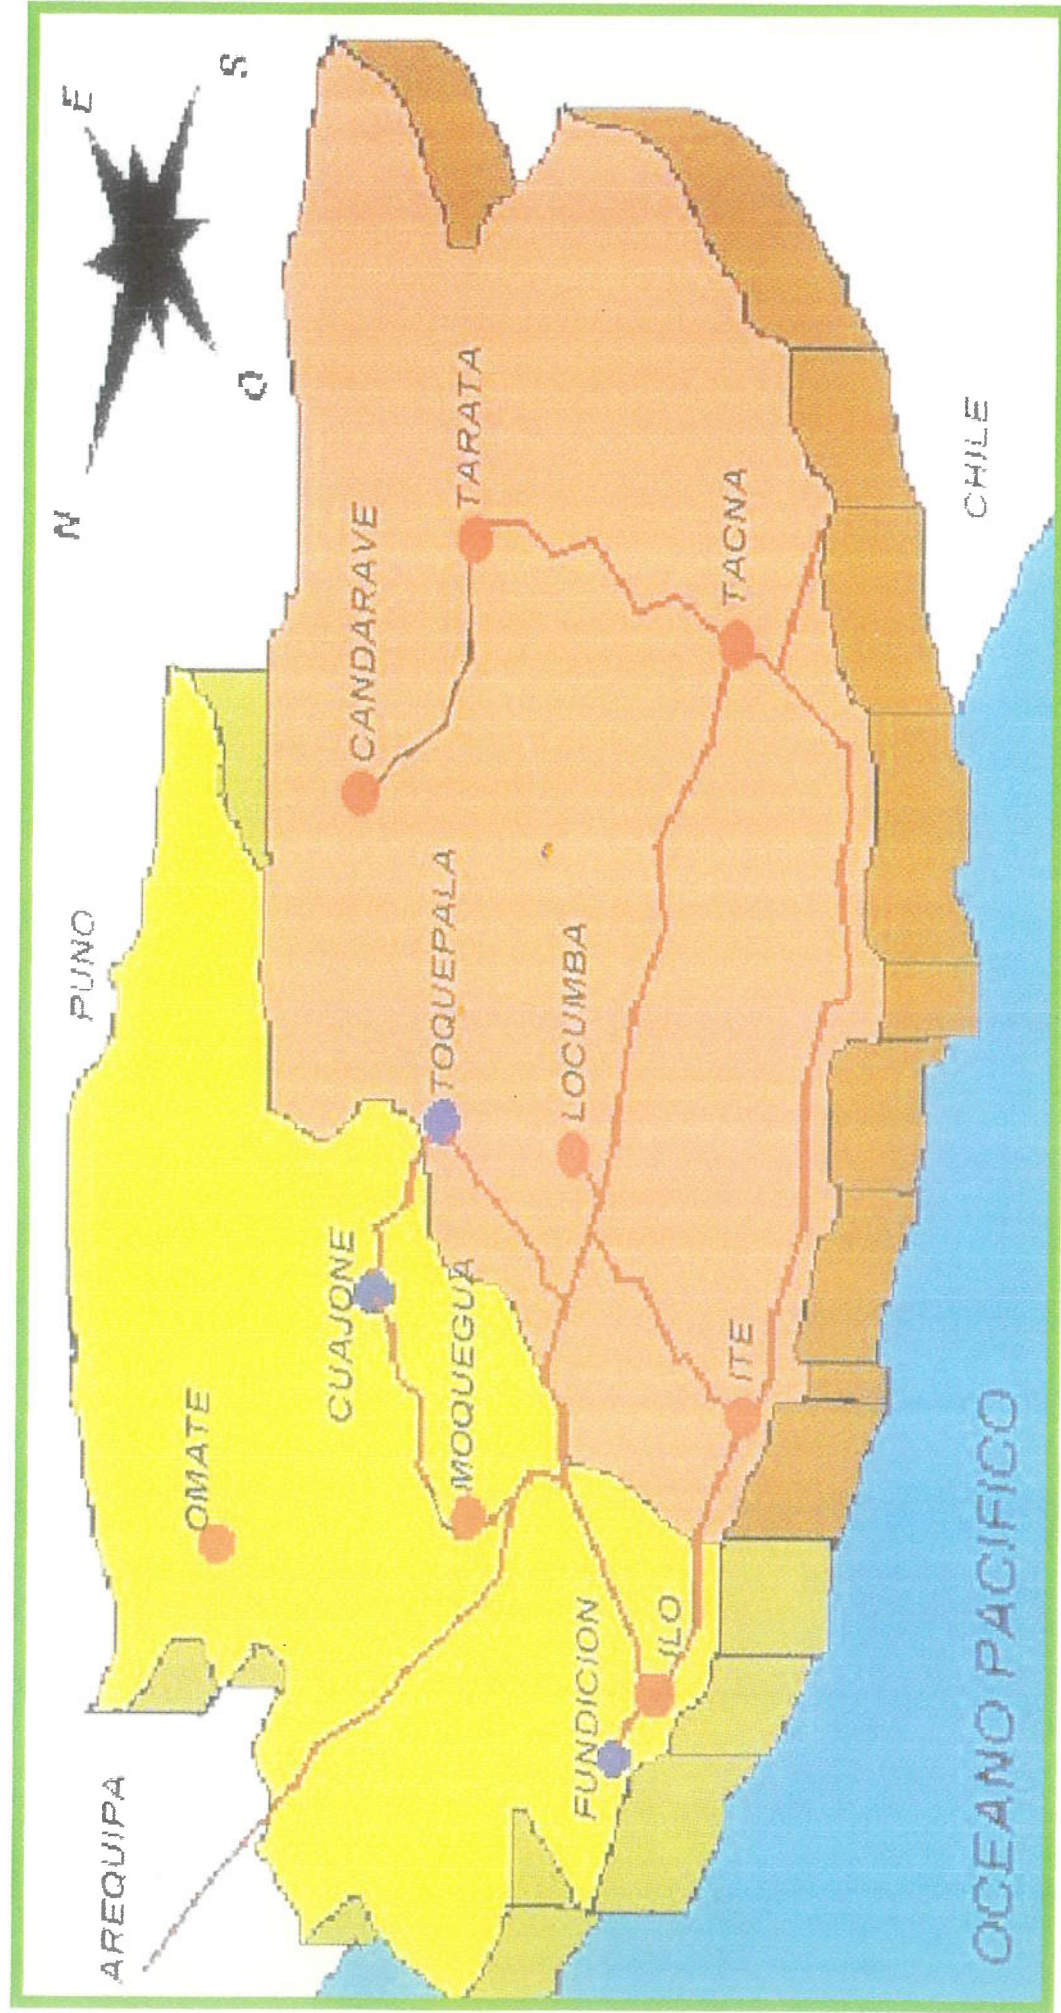 AREQUIPA
PUNO
N
E
S
O
OMATE
CUAJONE
CANDARAVE
MOQUEGUA
TOQUEPALA
TARATA
FUNDICION
LOCUMBA
ILO
ITE
TACNA
OCEANO PACIFICO
CHILE